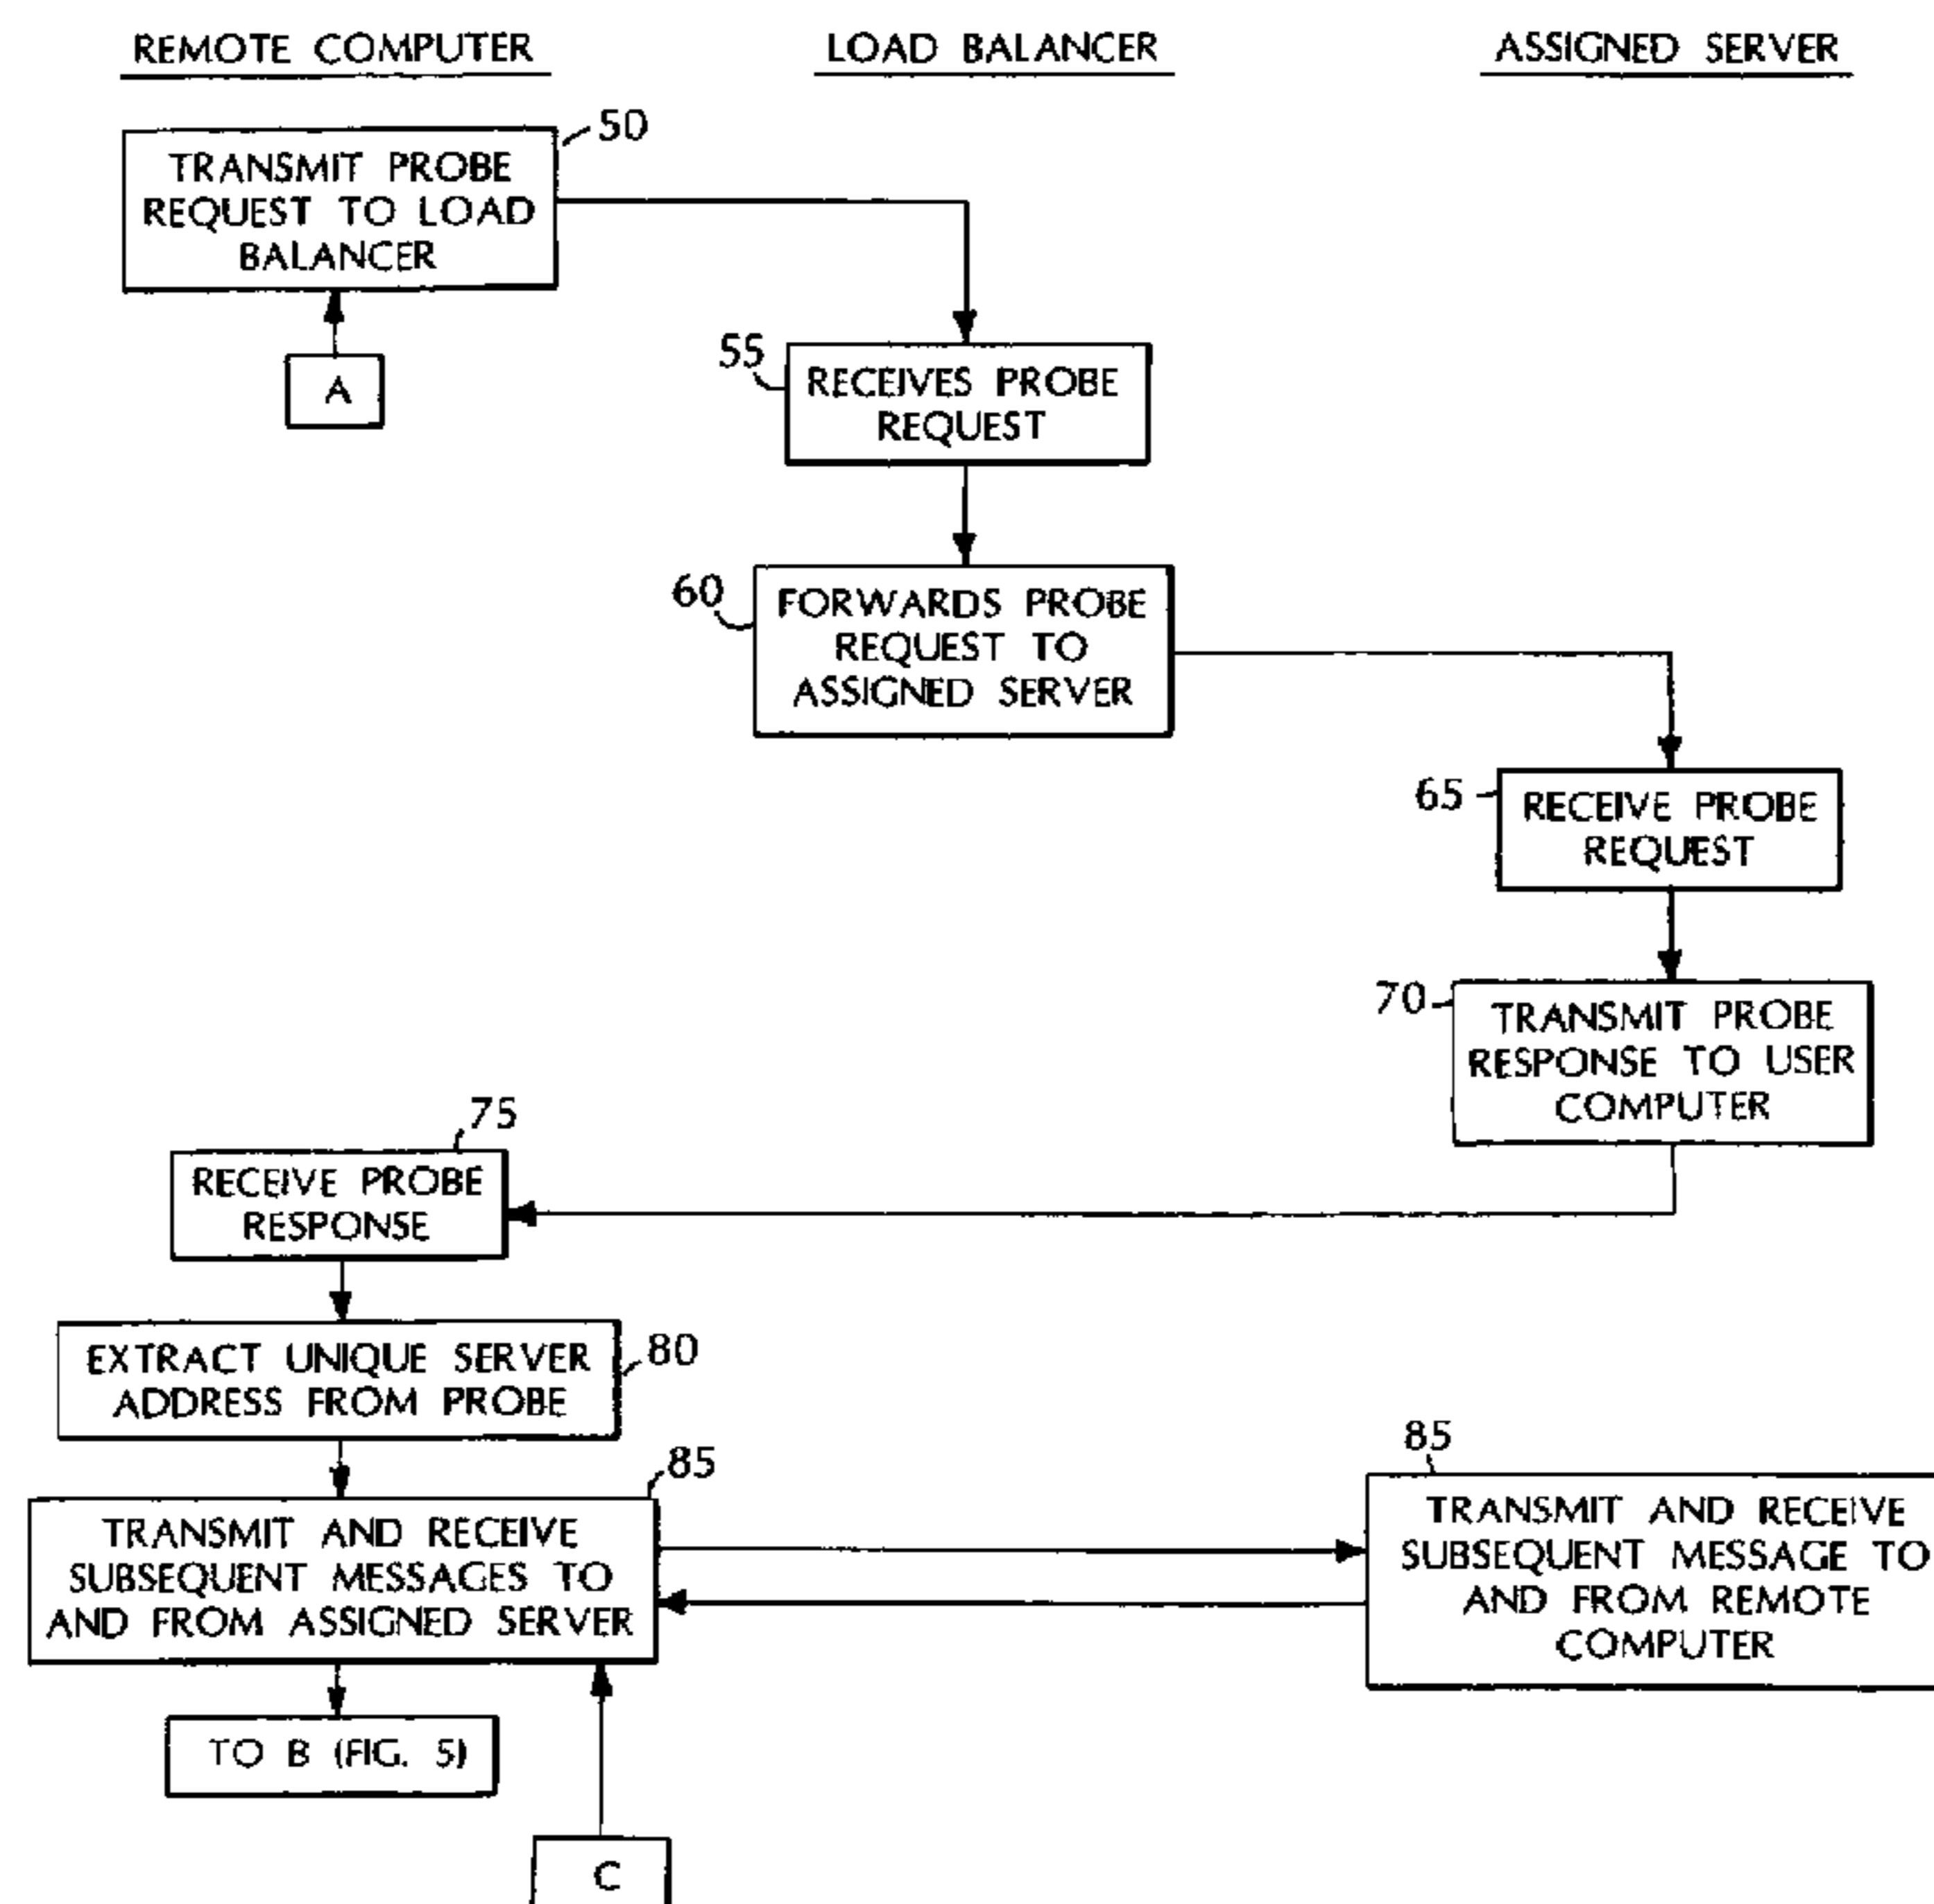 REMOTE COMPUTER
LOAD BALANCER
ASSIGNED SERVER
50
TRANSMIT PROBE
REQUEST TO LOAD
BALANCER
A
55
RECEIVES PROBE
REQUEST
60
FORWARDS PROBE
REQUEST TO
ASSIGNED SERVER
65
RECEIVE PROBE
REQUEST
70
TRANSMIT PROBE
RESPONSE TO USER
COMPUTER
75
RECEIVE PROBE
RESPONSE
80
EXTRACT UNIQUE SERVER
ADDRESS FROM PROBE
85
TRANSMIT AND RECEIVE
SUBSEQUENT MESSAGES TO
AND FROM ASSIGNED SERVER
85
TRANSMIT AND RECEIVE
SUBSEQUENT MESSAGE TO
AND FROM REMOTE
COMPUTER
TO B (FIG. 5)
C